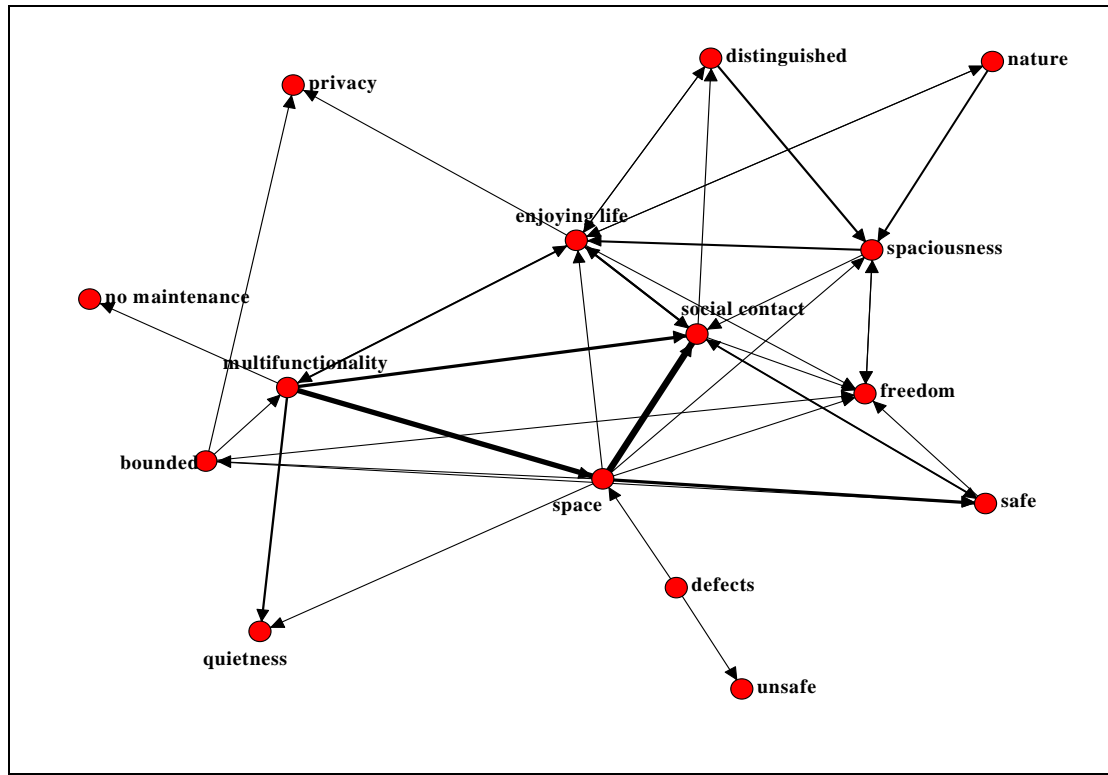 distinguished
nature
privacy
enjoying life
spaciousness
no maintenance
social contact
multifunctionality
freedom
bounded
space
safe
defects
quietness
unsafe